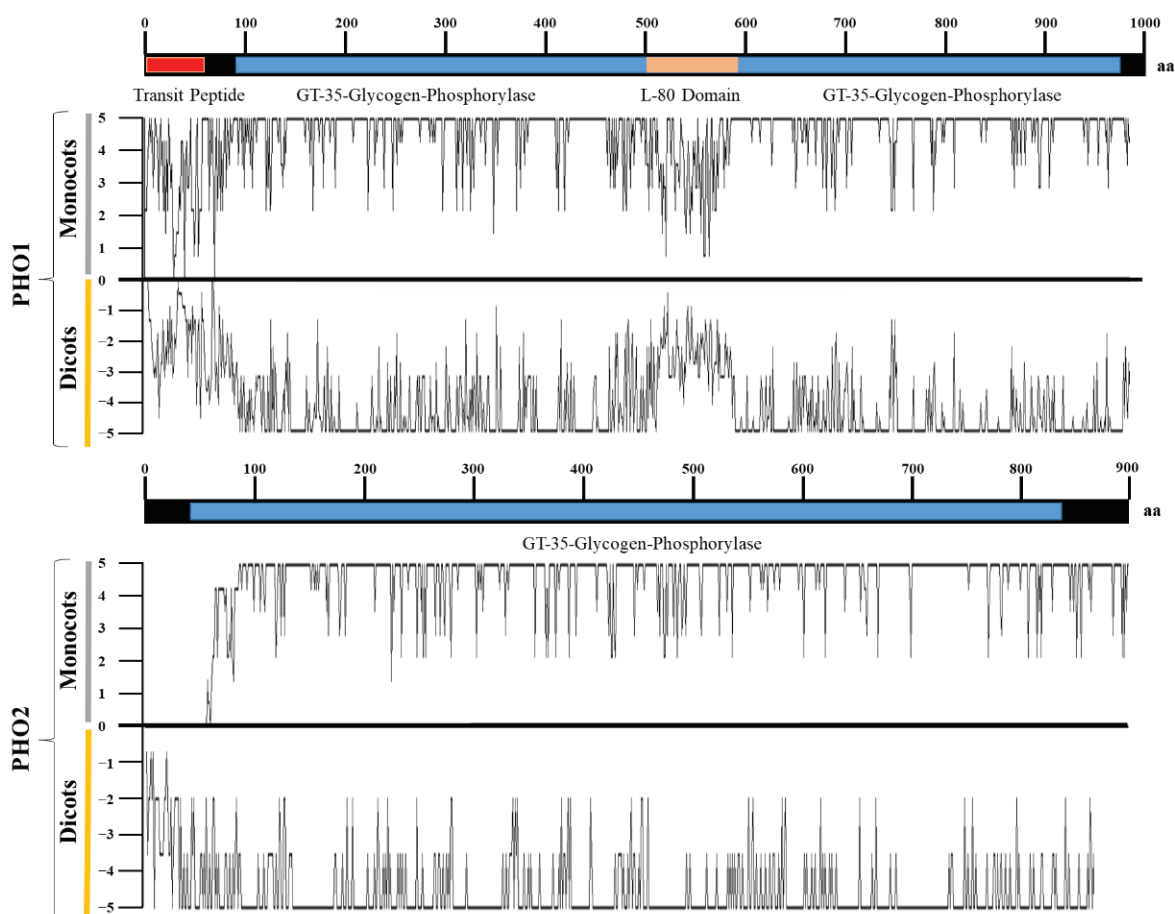 0 100 200 300 400 500 600 700 800 900 1000
aa
Transit Peptide GT-35-Glycogen-Phosphorylase L-80 Domain GT-35-Glycogen-Phosphorylase
PHO1
Monocots
5
4
3
2
1
0
Dicots
−1
−2
−3
−4
−5
0 100 200 300 400 500 600 700 800 900
aa
GT-35-Glycogen-Phosphorylase
PHO2
Monocots
5
4
3
2
1
0
Dicots
−1
−2
−3
−4
−5